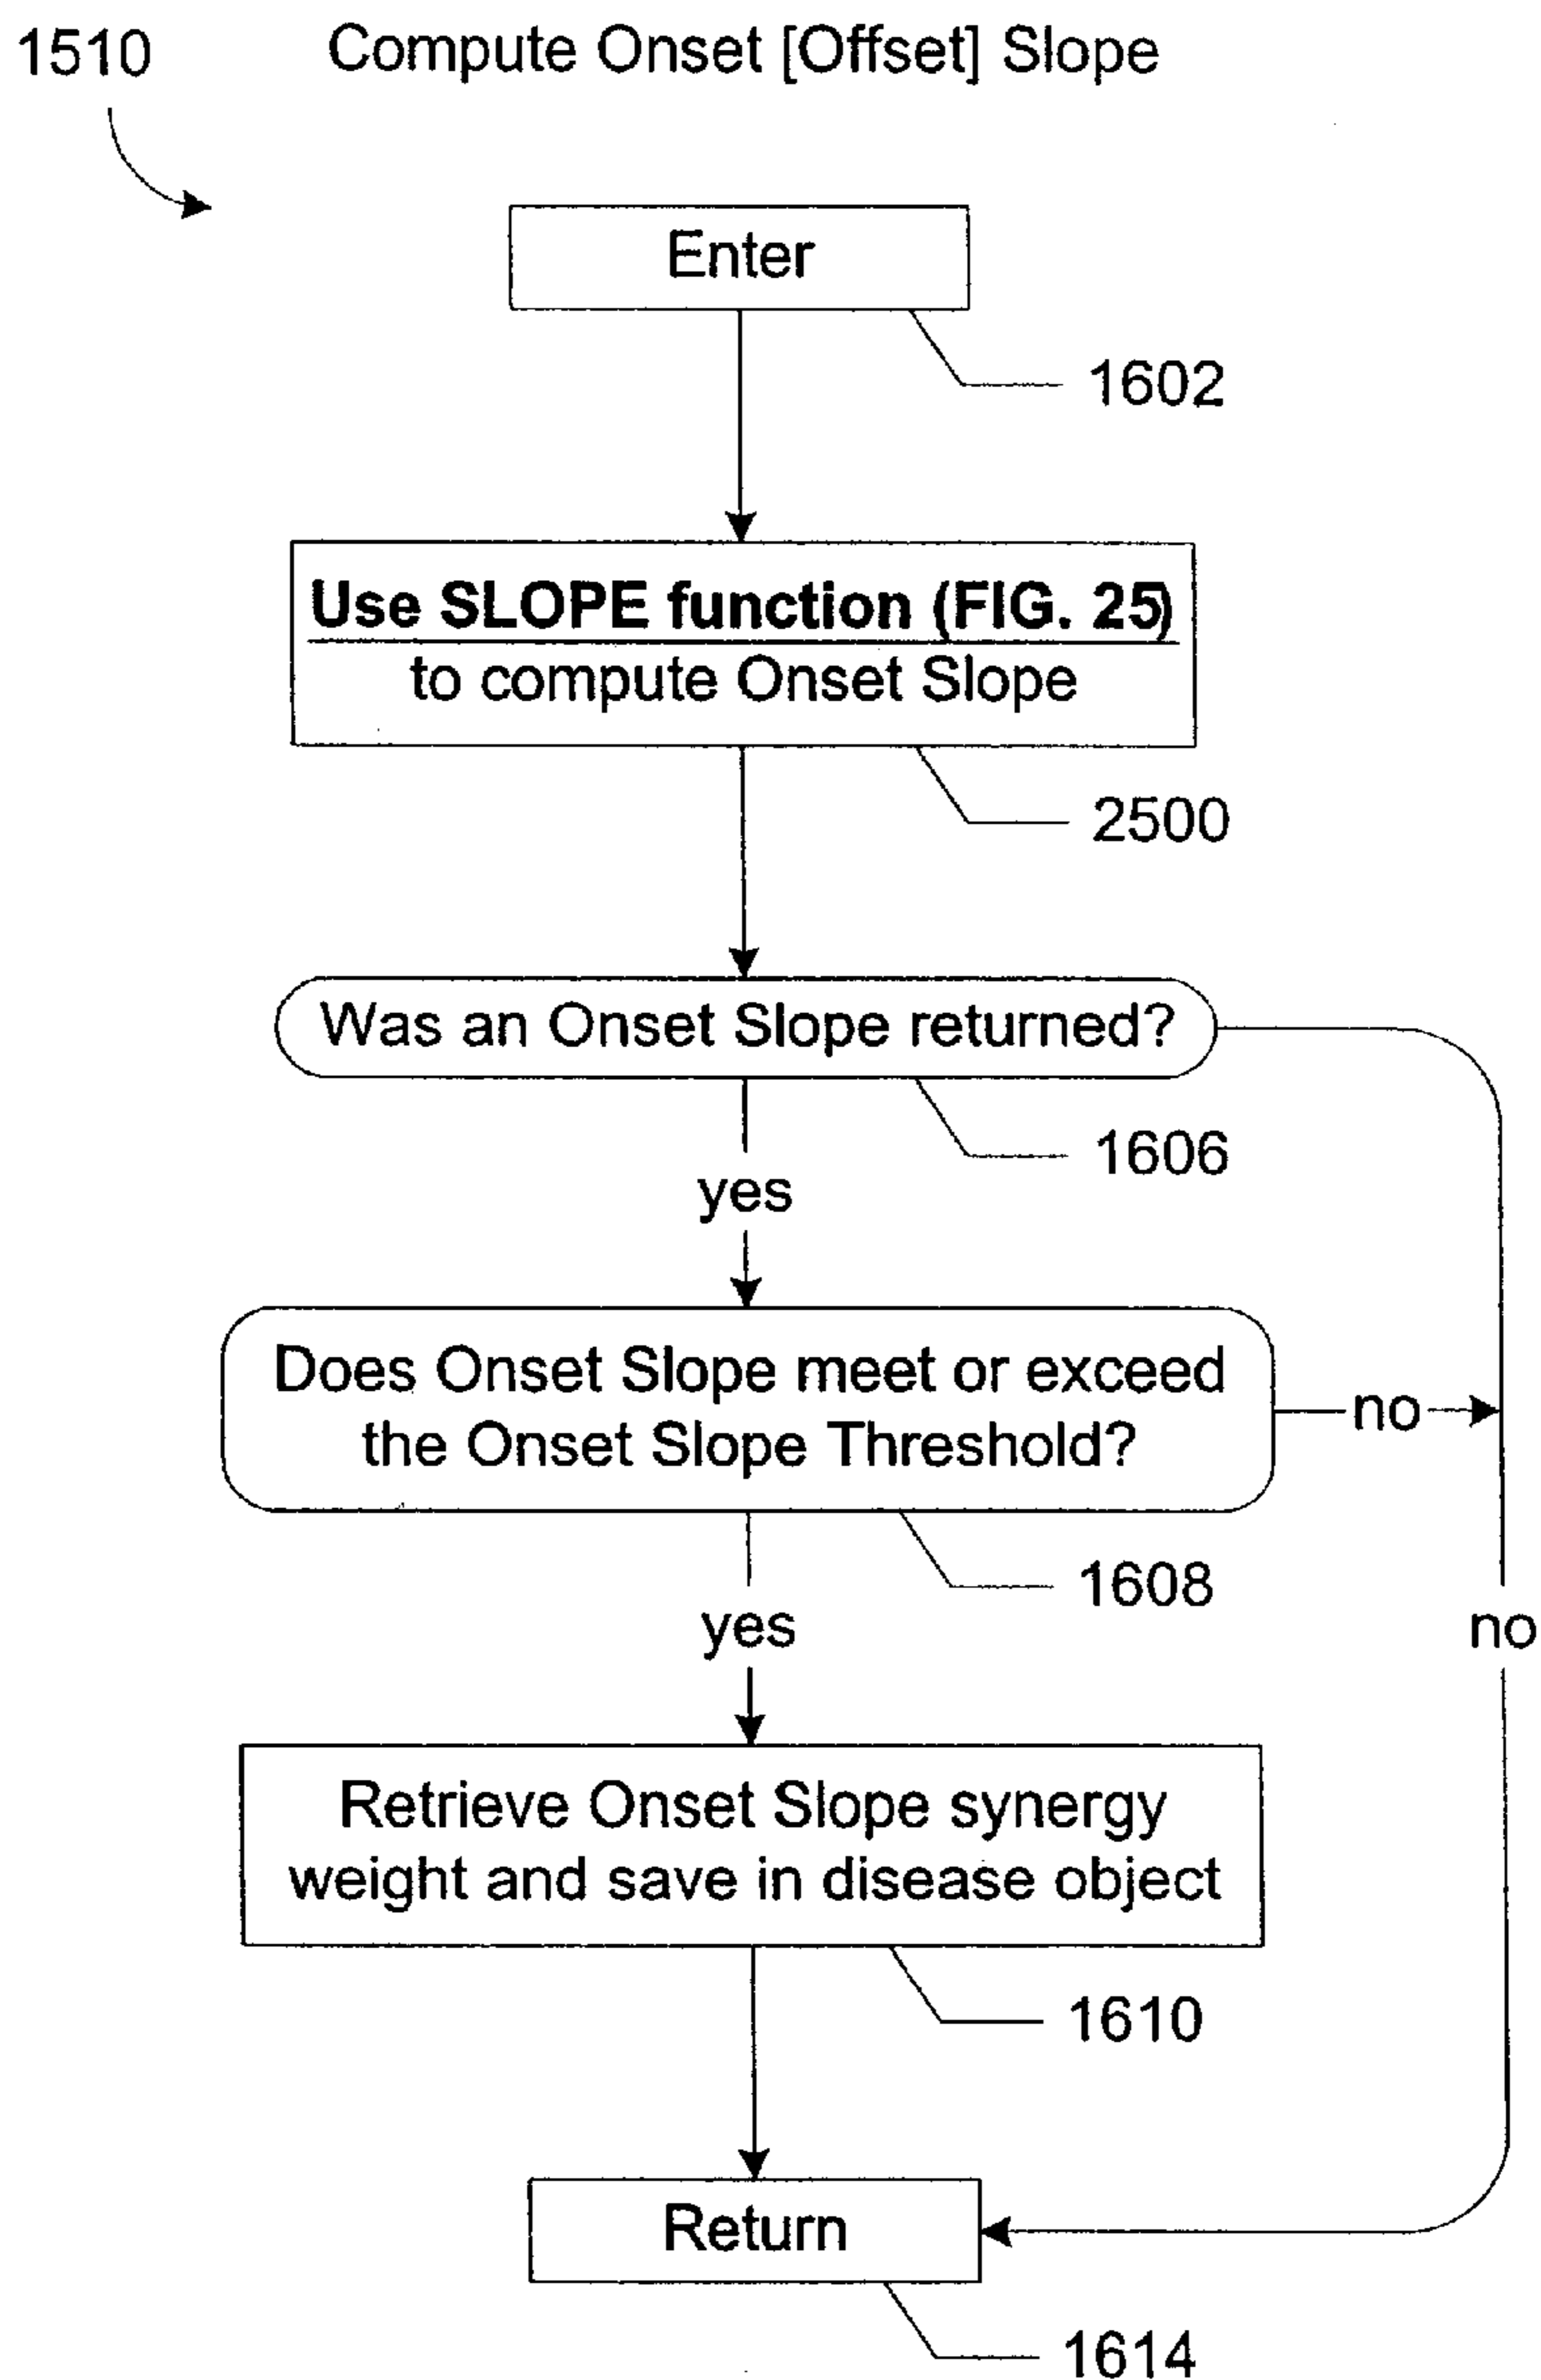 1510 Compute Onset [Offset] Slope
Enter
1602
Use SLOPE function (FIG. 25)
to compute Onset Slope
2500
Was an Onset Slope returned?
1606
yes
Does Onset Slope meet or exceed
the Onset Slope Threshold?
no
1608
yes
no
Retrieve Onset Slope synergy
weight and save in disease object
1610
Return
1614